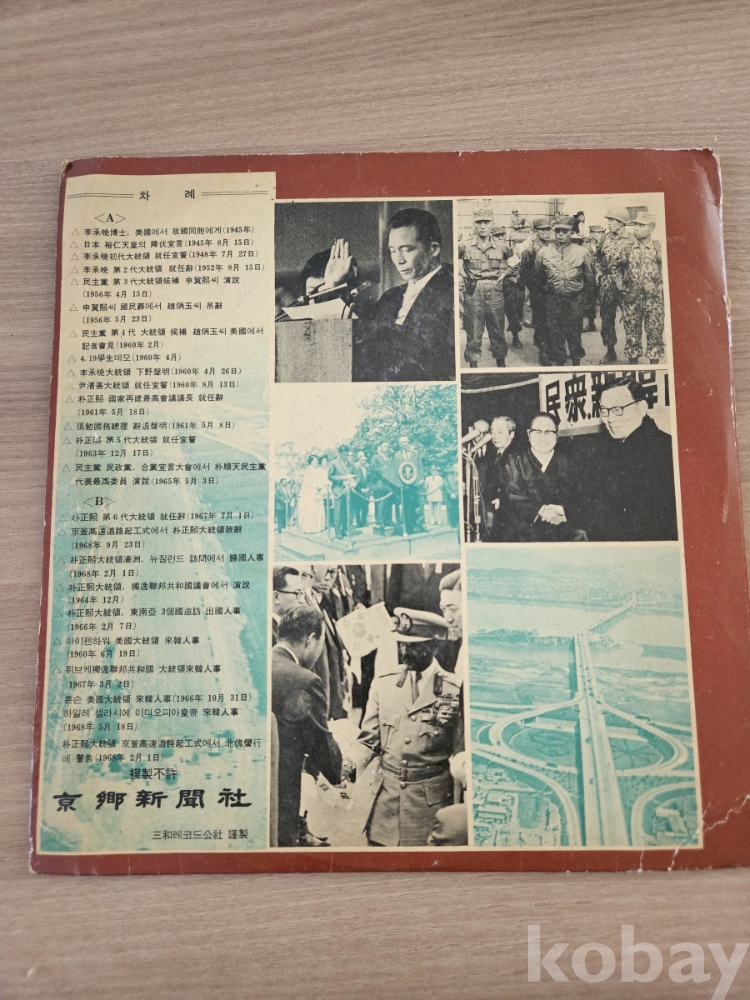 차 례
<A>
△ 李承晩博士, 美國에서 故國同胞에게(1945年)
△ 日本 裕仁天皇의 降伏宣言(1945年 8月 15日)
△ 李承晩初代大統領 就任宣誓(1948年 7月 27日)
△ 李承晩 第2代大統領 就任辭(1952年 8月 15日)
△ 民主黨 第3代大統領候補 申翼熙氏 演說
(1956年 4月 15日)
△ 申翼熙氏 國民葬에서 趙炳玉氏 吊辭
(1956年 5月 23日)
△ 民主黨 第4代 大統領 候補 趙炳玉氏 美國에서
記者會見(1960年 2月)
△ 4.19學生데모(1960年 4月)
△ 李承晩大統領 下野聲明(1960年 4月 26日)
△ 尹潽善大統領 就任宣誓(1960年 8月 13日)
△ 朴正熙 國家再建最高會議議長 就任辭
(1961年 5月 18日)
△ 張勉國務總理 辭退聲明(1961年 5月 8日)
△ 朴正熙 第5代大統領 就任宣誓
(1963年 12月 17日)
△ 民主黨 民政黨, 合黨宣言大會에서 朴順天民主黨
代表最高委員 演說(1965年 5月 3日)
<B>
△ 朴正熙 第6代大統領 就任辭(1967年 7月 1日)
△ 京釜高速道路起工式에서 朴正熙大統領致辭
(1968年 9月 23日)
△ 朴正熙大統領濠洲, 뉴질런드 訪問에서 歸國人事
(1968年 2月 1日)
△ 朴正熙大統領, 獨逸聯邦共和國議會에서 演說
(1964年 12月)
△ 朴正熙大統領, 東南亞 3個國巡訪 出國人事
(1966年 2月 7日)
△ 아이젠하워 美國大統領 來韓人事
(1960年 6月 19日)
△ 뤼브케獨逸聯邦共和國 大統領來韓人事
1967年 3月 2日)
△ 죤슨 美國大統領 來韓人事(1966年 10月 31日)
△ 하일레 셀라시에 이디오피아皇帝 來韓人事
(1968年 5月 18日)
朴正熙大統領 京釜高速道路起工式에서 北傀蠻行
에 警告(1968年 2月 1日)
複製不許
京鄕新聞社
三和레코드公社 謹製
民衆
kobay